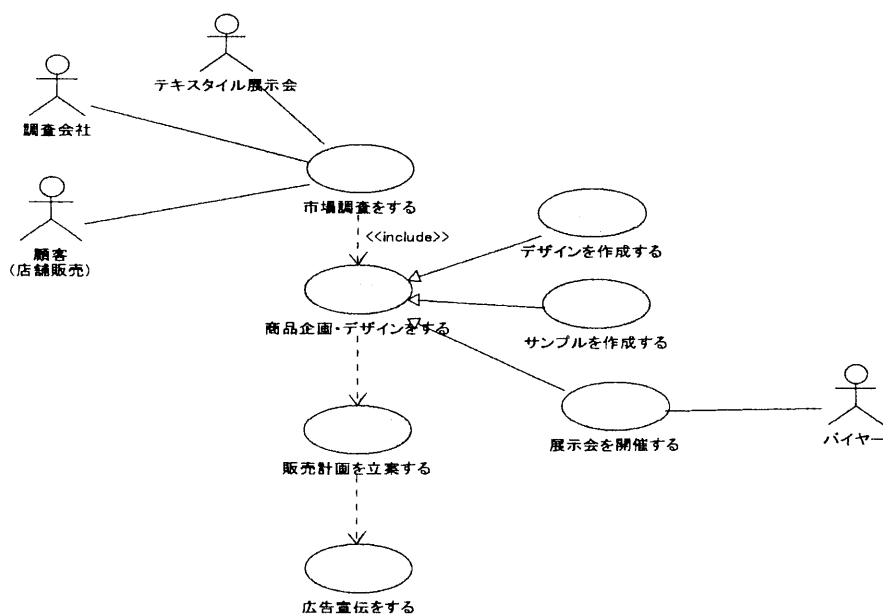 テキスタイル展示会
調査会社
市場調査をする
顧客
(店舗販売)
<<include>>
デザインを作成する
商品企画・デザインをする
サンプルを作成する
展示会を開催する
バイヤー
販売計画を立案する
広告宣伝をする